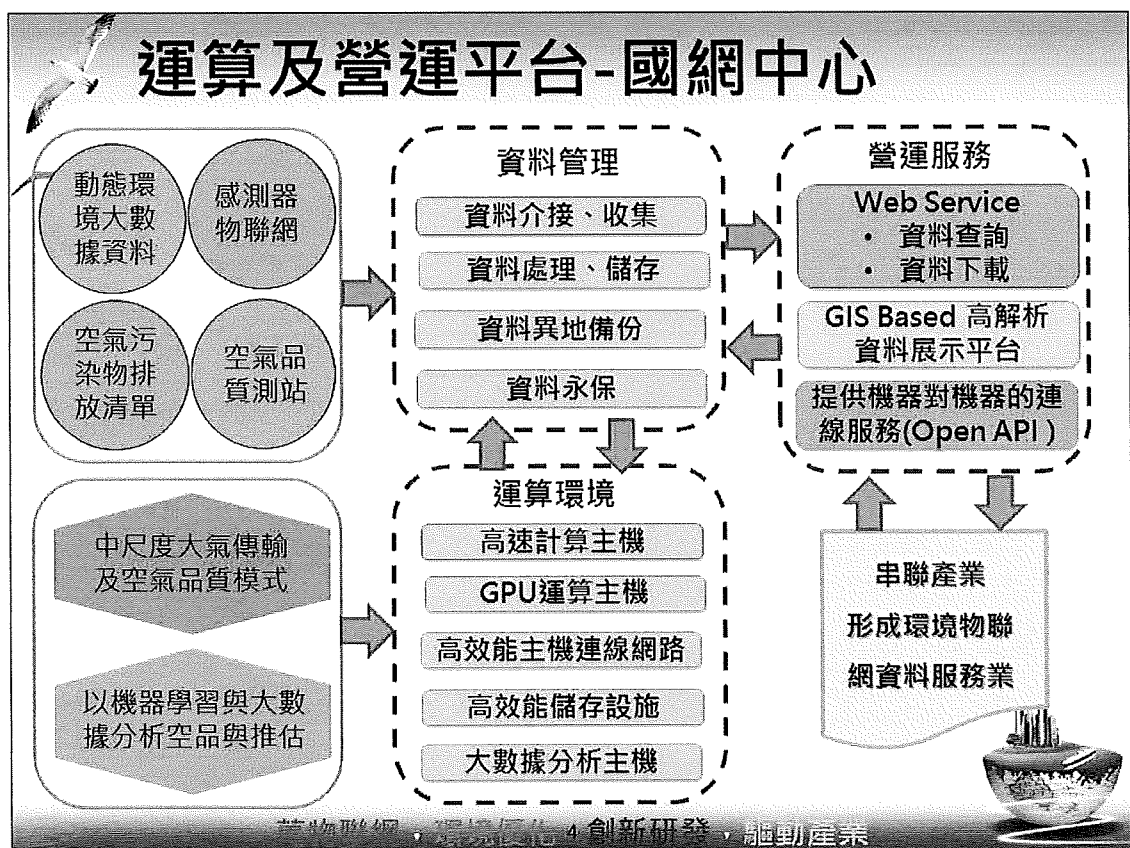 運算及營運平台-國網中心
動態環
境大數
據資料
感測器
物聯網
空氣污
染物排
放清單
空氣品
質測站
資料管理
資料介接、收集
資料處理、儲存
資料異地備份
資料永保
營運服務
Web Service
• 資料查詢
• 資料下載
GIS Based 高解析
資料展示平台
提供機器對機器的連
線服務(Open API )
中尺度大氣傳輸
及空氣品質模式
以機器學習與大數
據分析空品與推估
運算環境
高速計算主機
GPU運算主機
高效能主機連線網路
高效能儲存設施
大數據分析主機
串聯產業
形成環境物聯
網資料服務業
萬物聯網 · 環境優化 4 創新研發 · 驅動產業